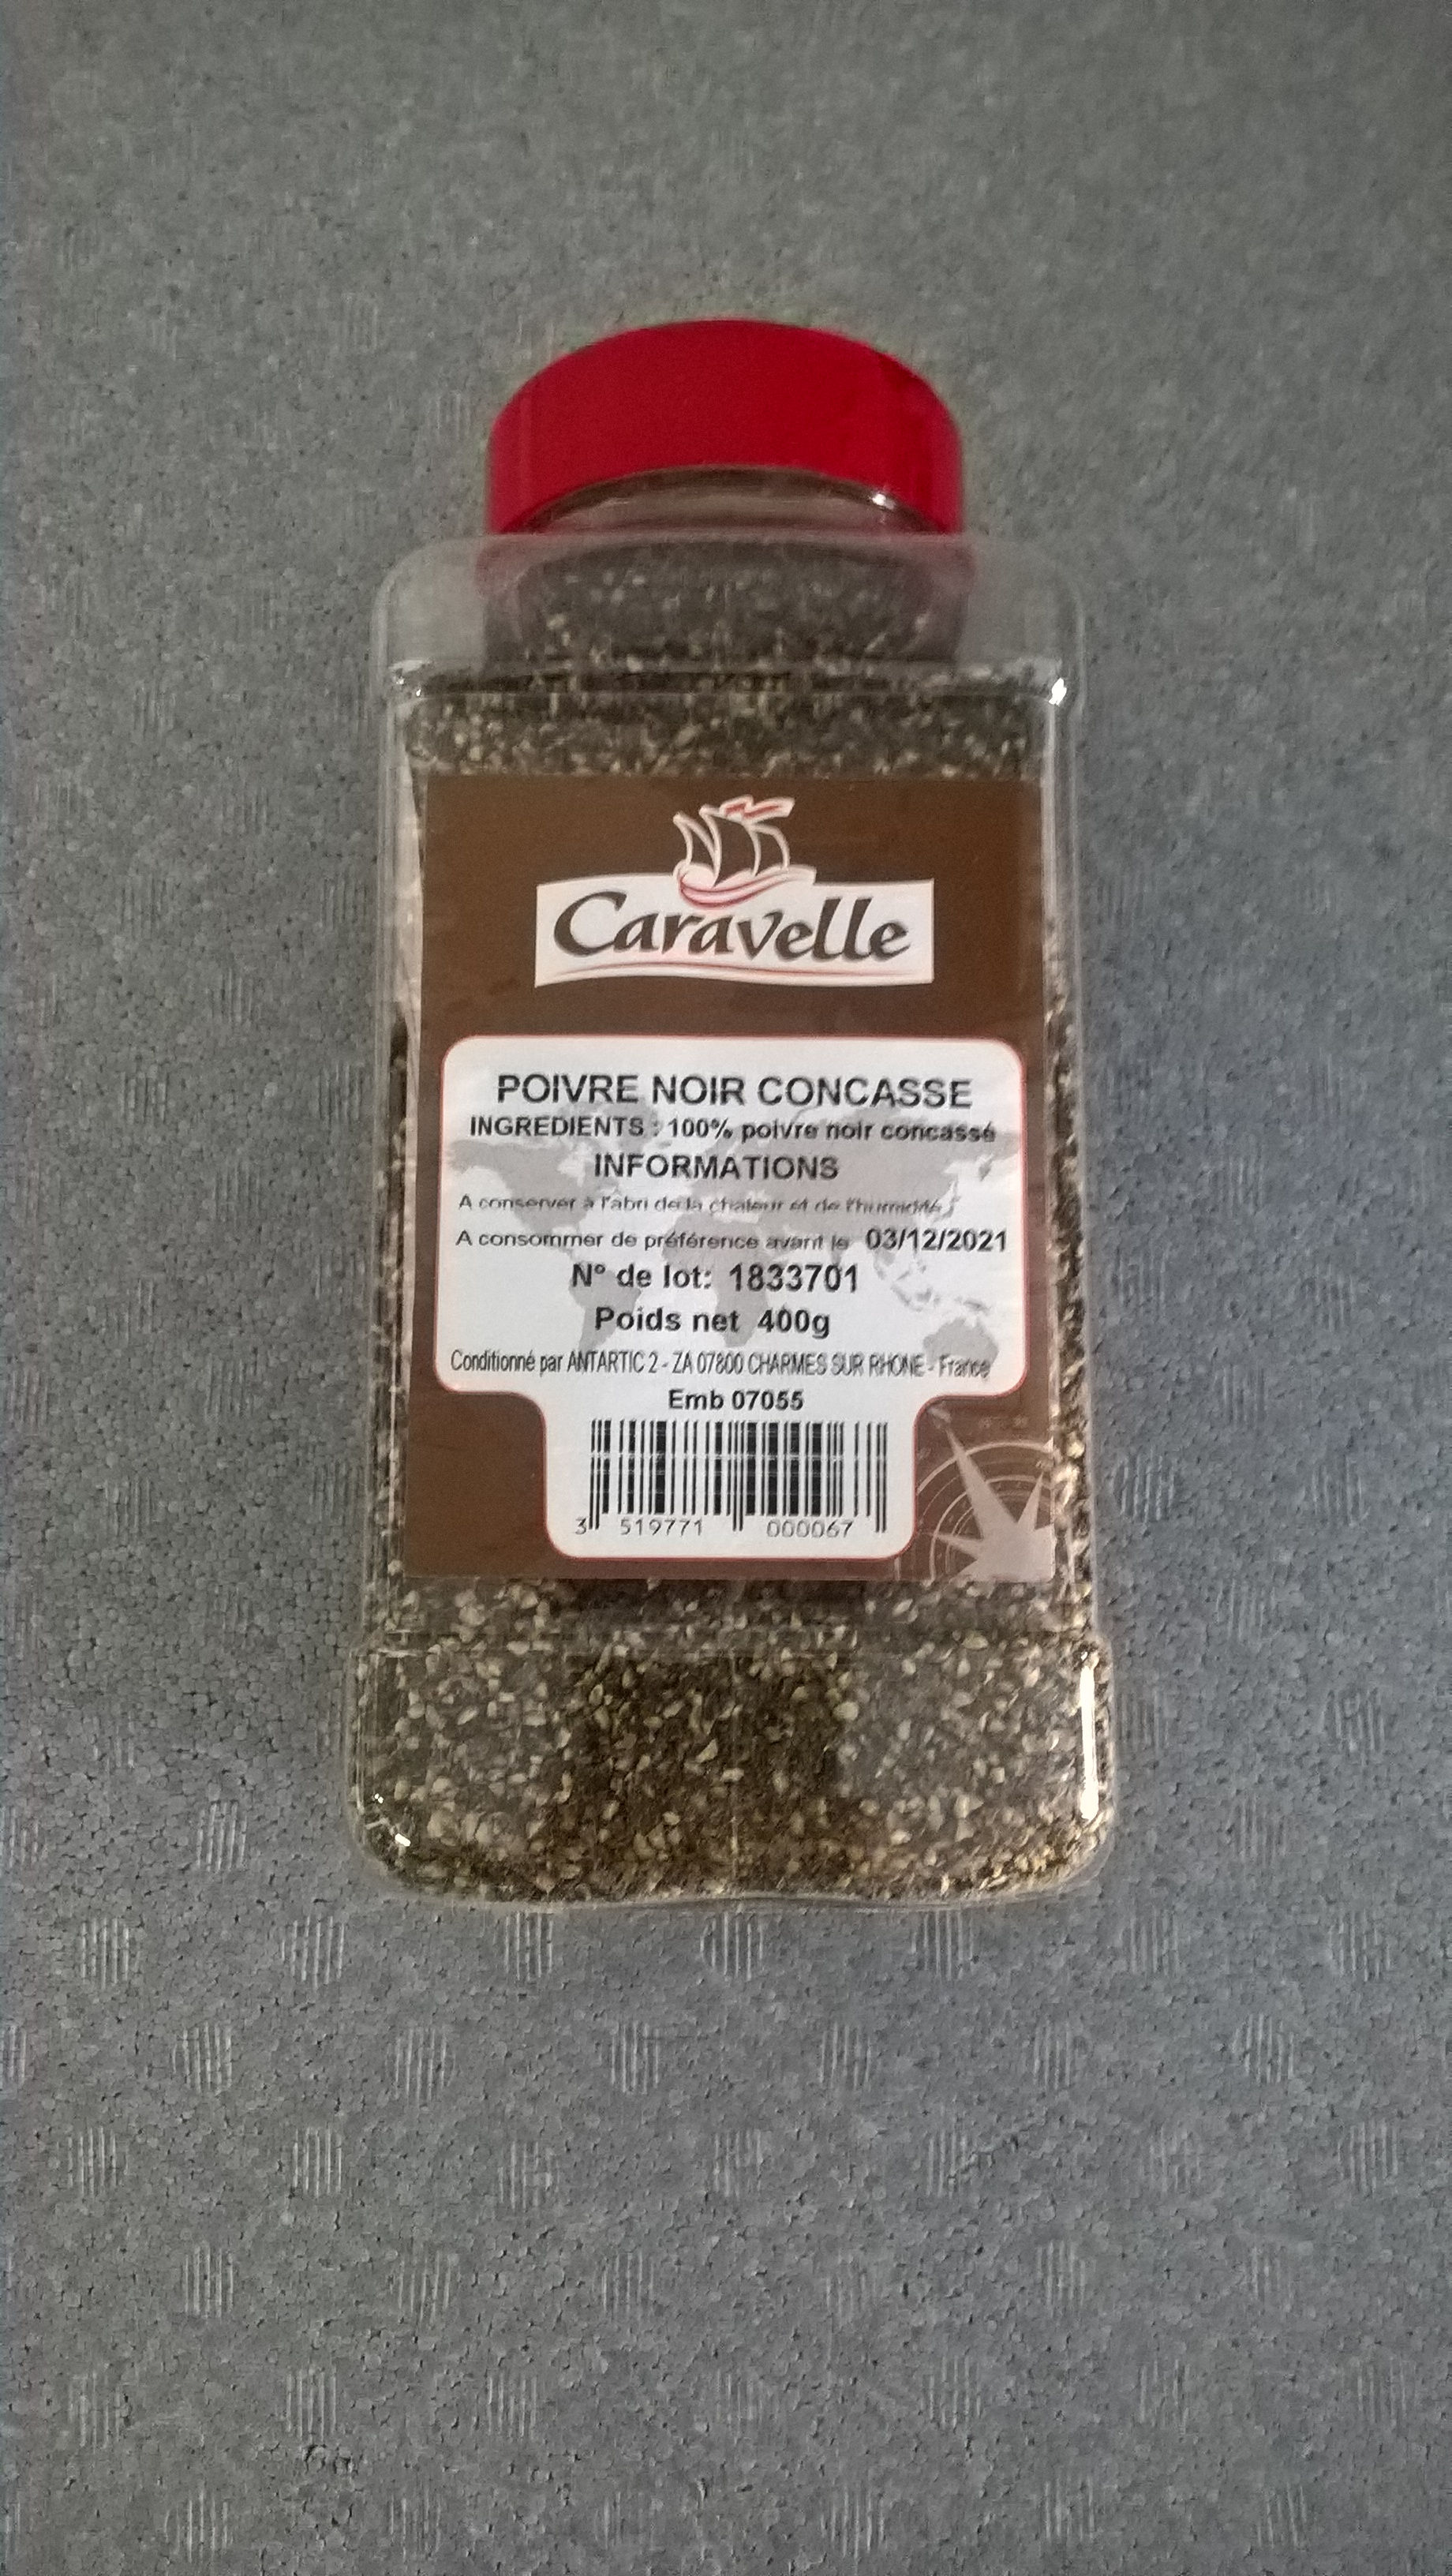 Caravelle
POIVRE NOIR CONCASSE
INGREDIENTS : 100% poivre noir concassé
INFORMATIONS
A conserver à l'abri de la chaleur et de l'humidité
A consommer de préférence avant le 03/12/2021
N° de lot: 1833701
Poids net 400g
Conditionné par ANTARTIC 2 - ZA 07800 CHARMES SUR RHONE - France
Emb 07055
3 519771 000067